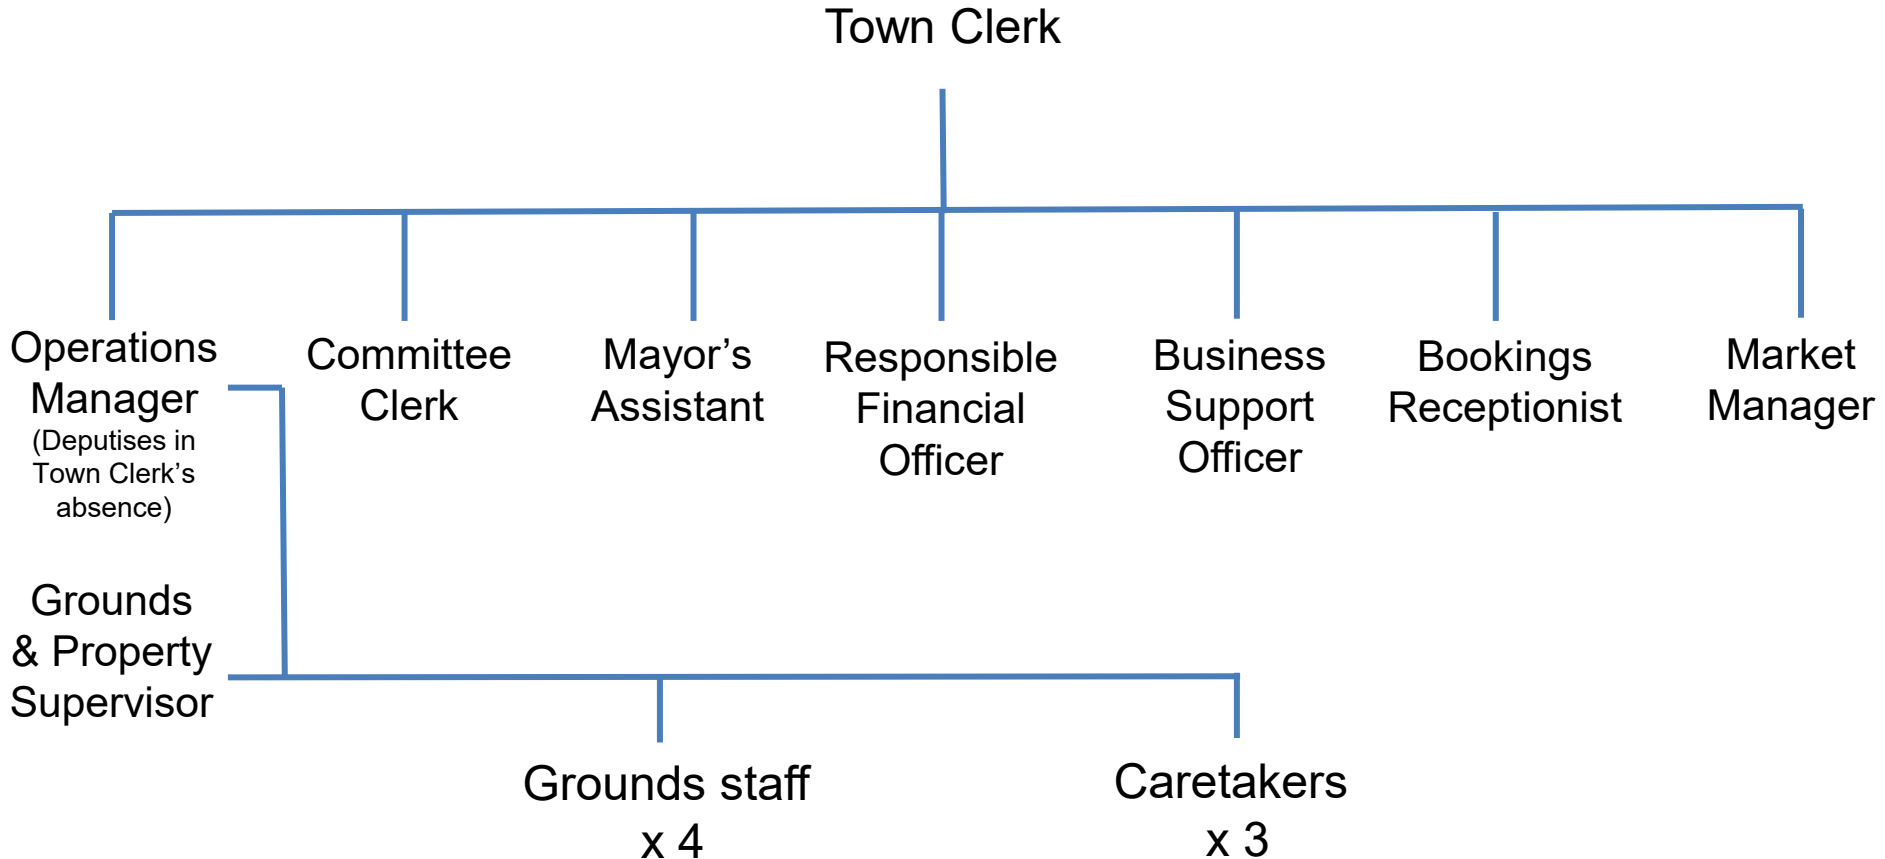 Town Clerk
Operations
Manager
(Deputises in
Town Clerk’s
absence)
Committee
Clerk
Mayor’s
Assistant
Responsible
Financial
Officer
Business
Support
Officer
Bookings
Receptionist
Market
Manager
Grounds
& Property
Supervisor
Grounds staff
x 4
Caretakers
x 3